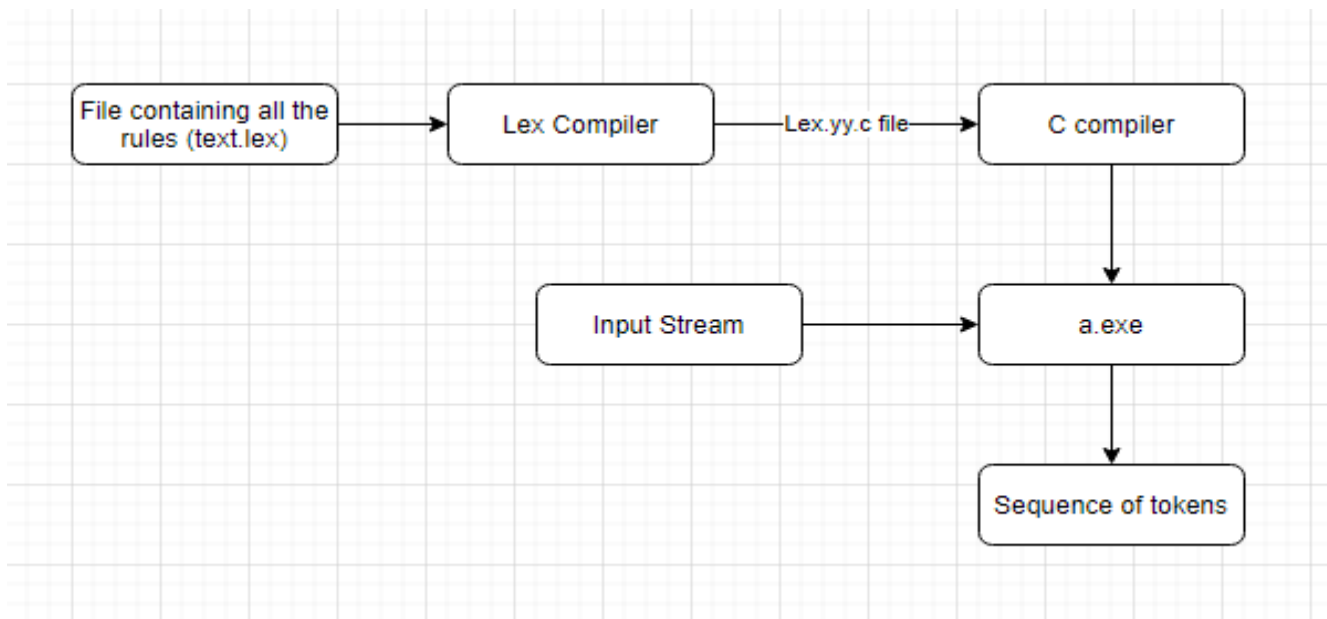 File containing all the
rules (text.lex)
Lex Compiler
Lex.yy.c file
C compiler
Input Stream
a.exe
Sequence of tokens